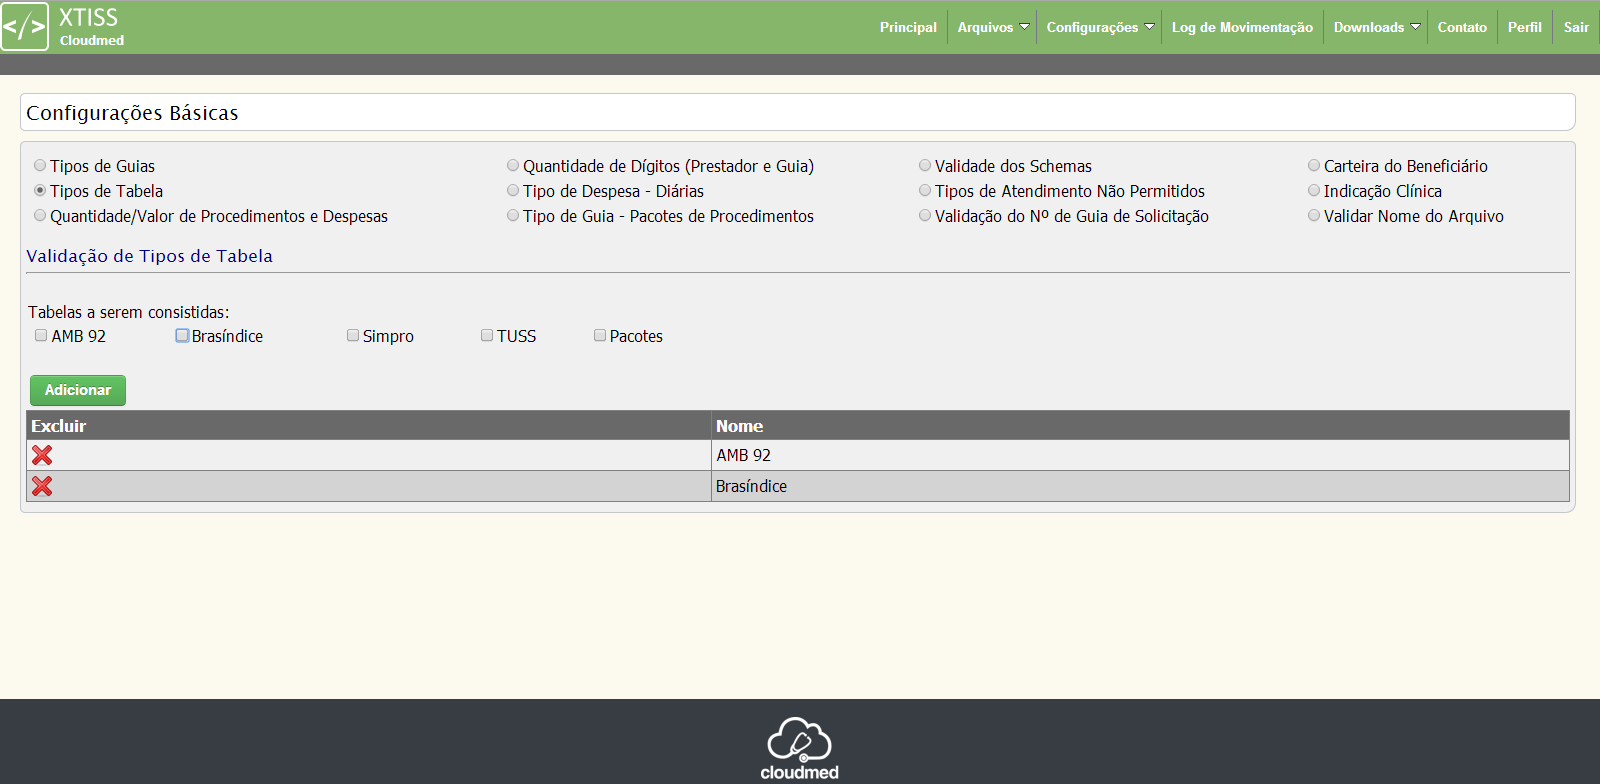 </> XTISS
Cloudmed
Principal Arquivos Configurações Log de Movimentação Downloads Contato Perfil Sair
Configurações Básicas
Tipos de Guias Quantidade de Dígitos (Prestador e Guia) Validade dos Schemas Carteira do Beneficiário
Tipos de Tabela Tipo de Despesa - Diárias Tipos de Atendimento Não Permitidos Indicação Clínica
Quantidade/Valor de Procedimentos e Despesas Tipo de Guia - Pacotes de Procedimentos Validação do Nº de Guia de Solicitação Validar Nome do Arquivo
Validação de Tipos de Tabela
Tabelas a serem consistidas:
AMB 92 Brasíndice Simpro TUSS Pacotes
Adicionar
Excluir Nome
AMB 92
Brasíndice
cloudmed